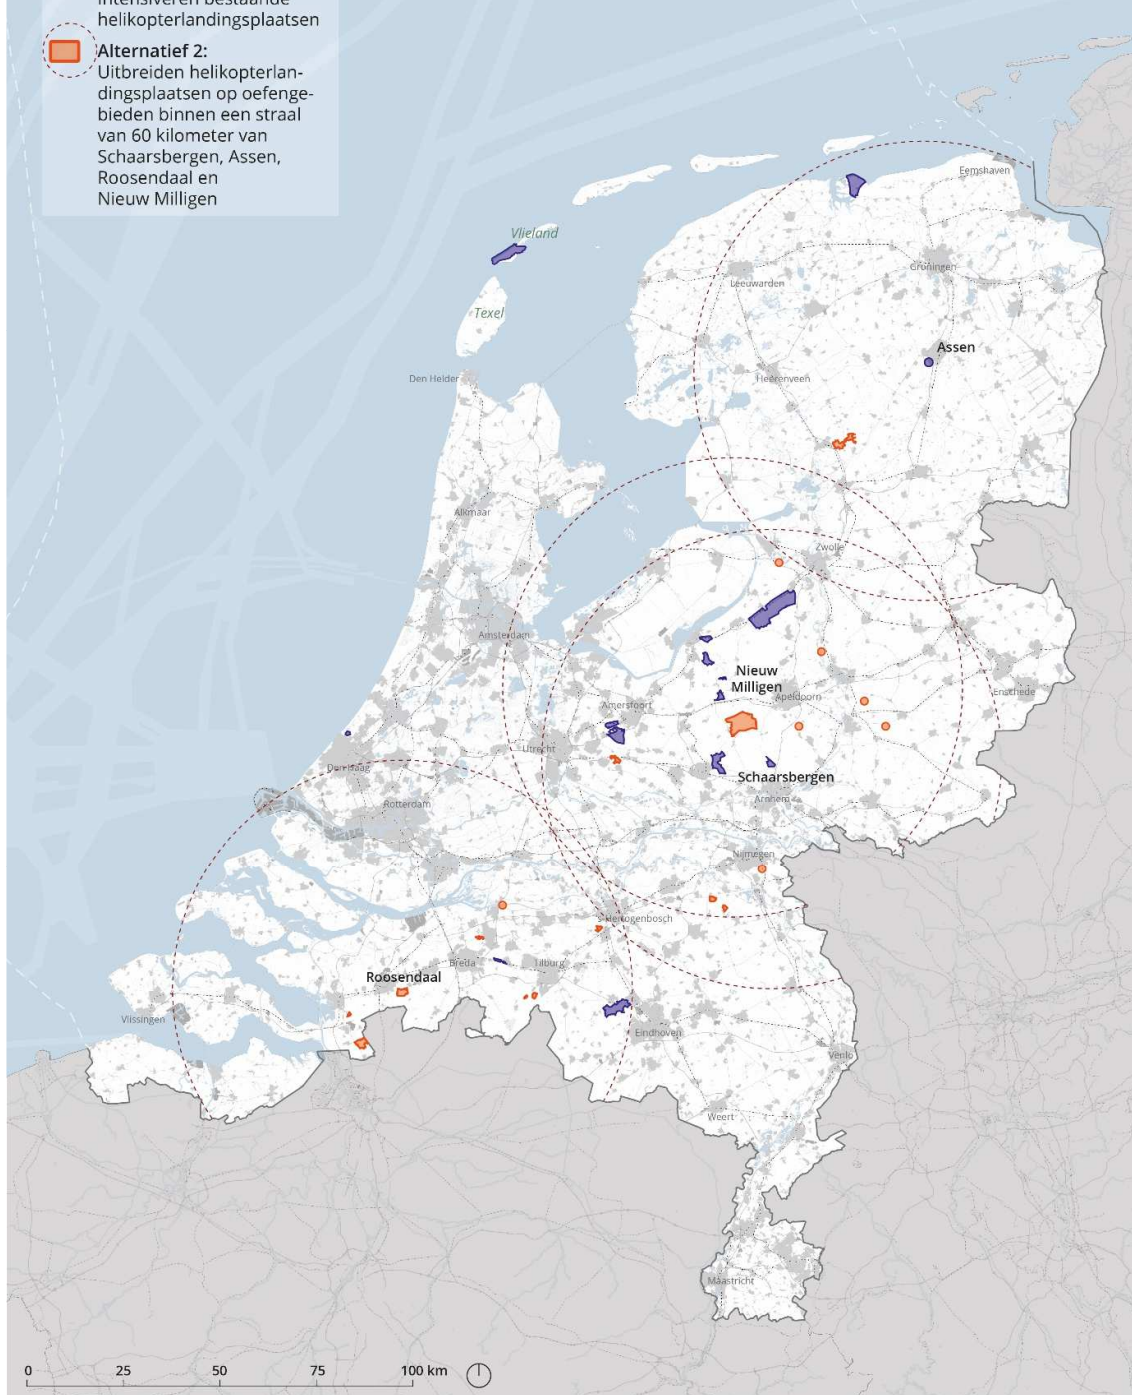 intensiveren bestaande
helikopterlandingsplaatsen
Alternatief 2:
Uitbreiden helikopterlan-
dingsplaatsen op oefenge-
bieden binnen een straal
van 60 kilometer van
Schaarsbergen, Assen,
Roosendaal en
Nieuw Milligen
Eemshaven
Vlieland
Groningen
Leeuwarden
Texel
Assen
Den Helder
Heerenveen
Alkmaar
Zwolle
Amsterdam
Nieuw
Milligen
Enschede
Apeldoorn
Amersfoort
Utrecht
Den Haag
Schaarsbergen
Arnhem
Rotterdam
Nijmegen
's-Hertogenbosch
Breda
Tilburg
Roosendaal
Vlissingen
Eindhoven
Venlo
Weert
Maastricht
0 25 50 75 100 km